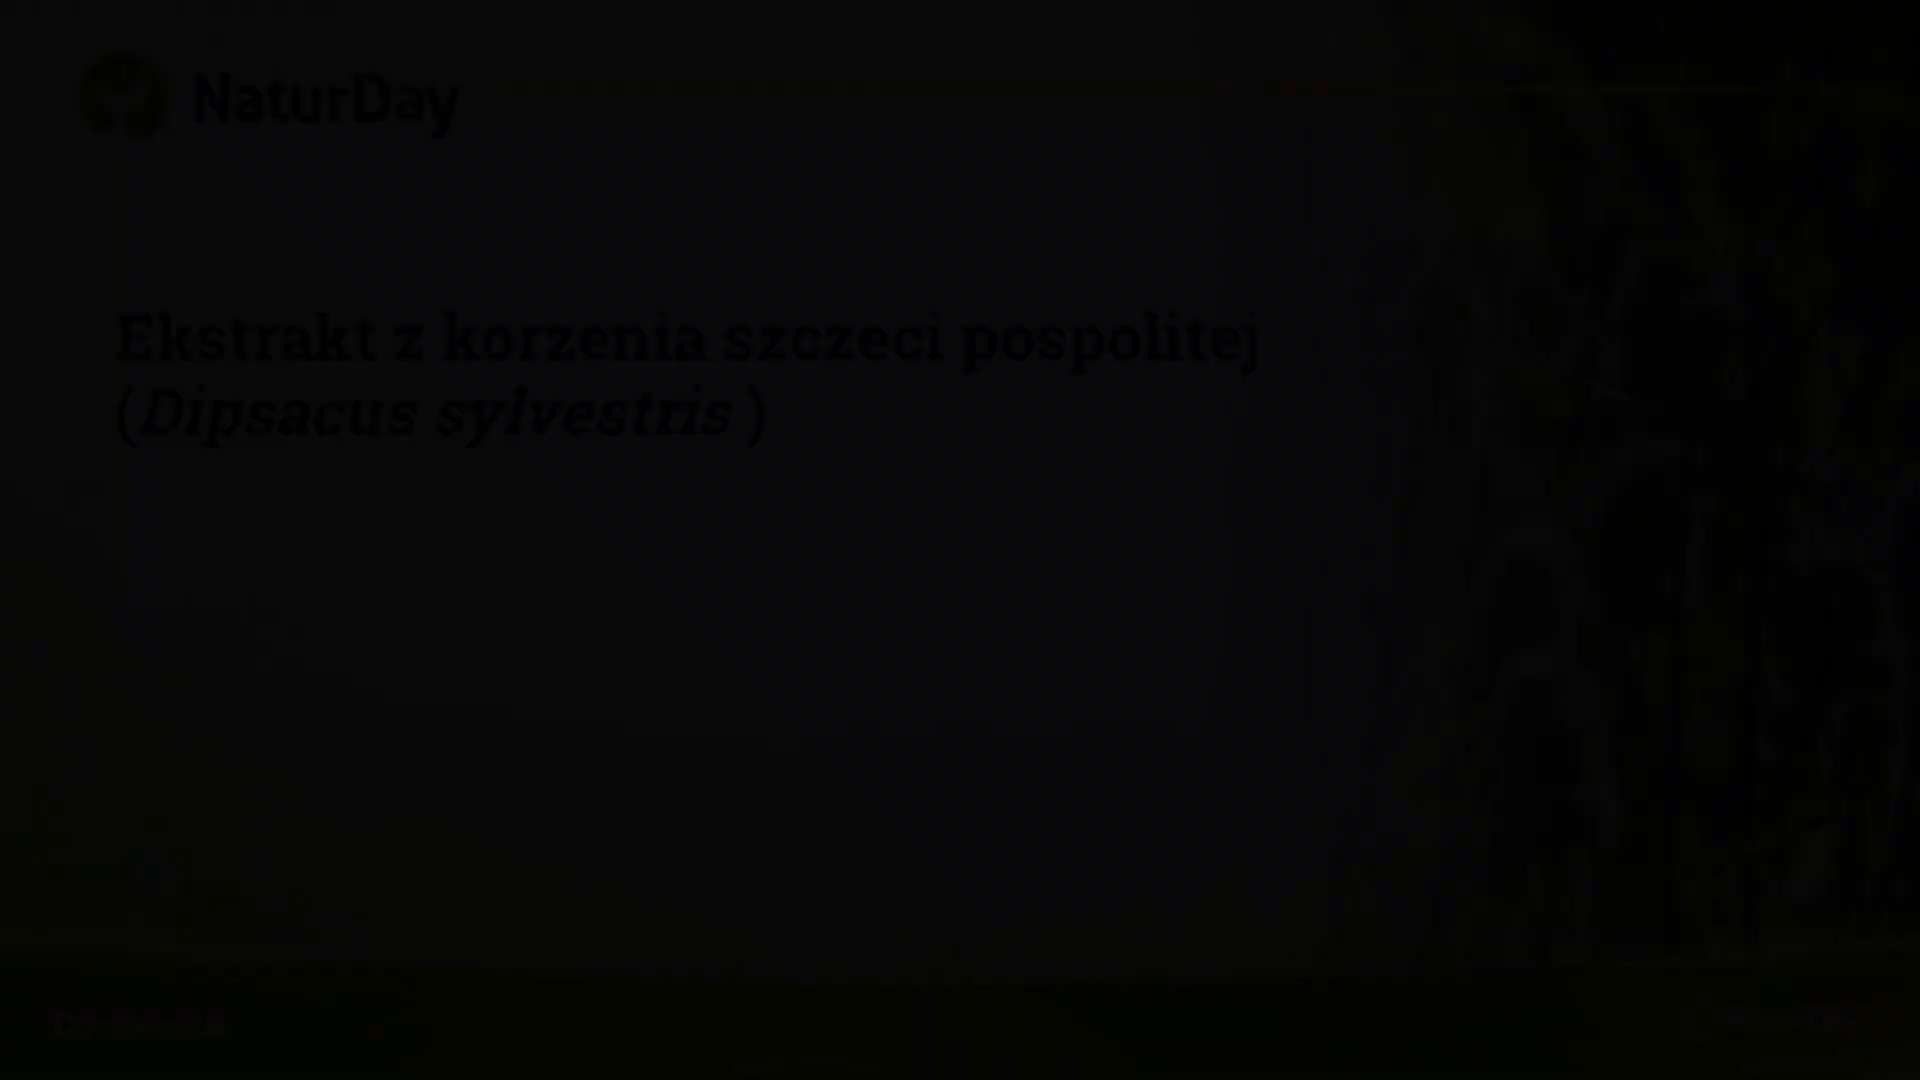 NaturDay
Ekstrakt z korzenia szczeci pospolitej
(Dipsacus sylvestris )